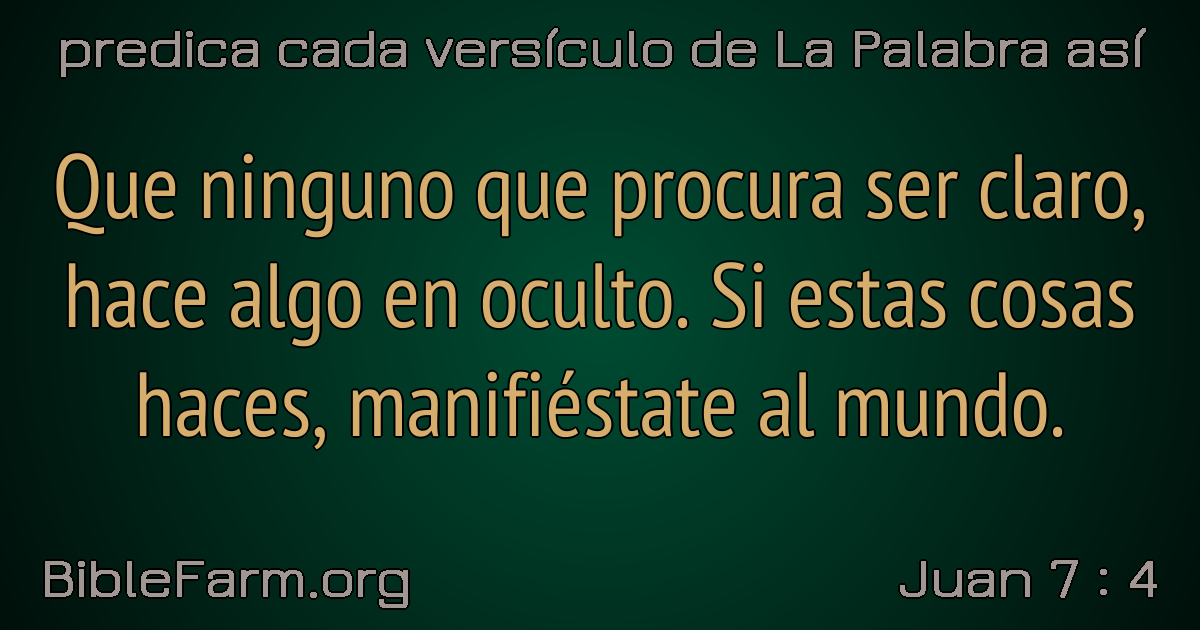 predica cada versículo de La Palabra así
Que ninguno que procura ser claro,
hace algo en oculto. Si estas cosas
haces, manifiéstate al mundo.
BibleFarm.org
Juan 7 : 4